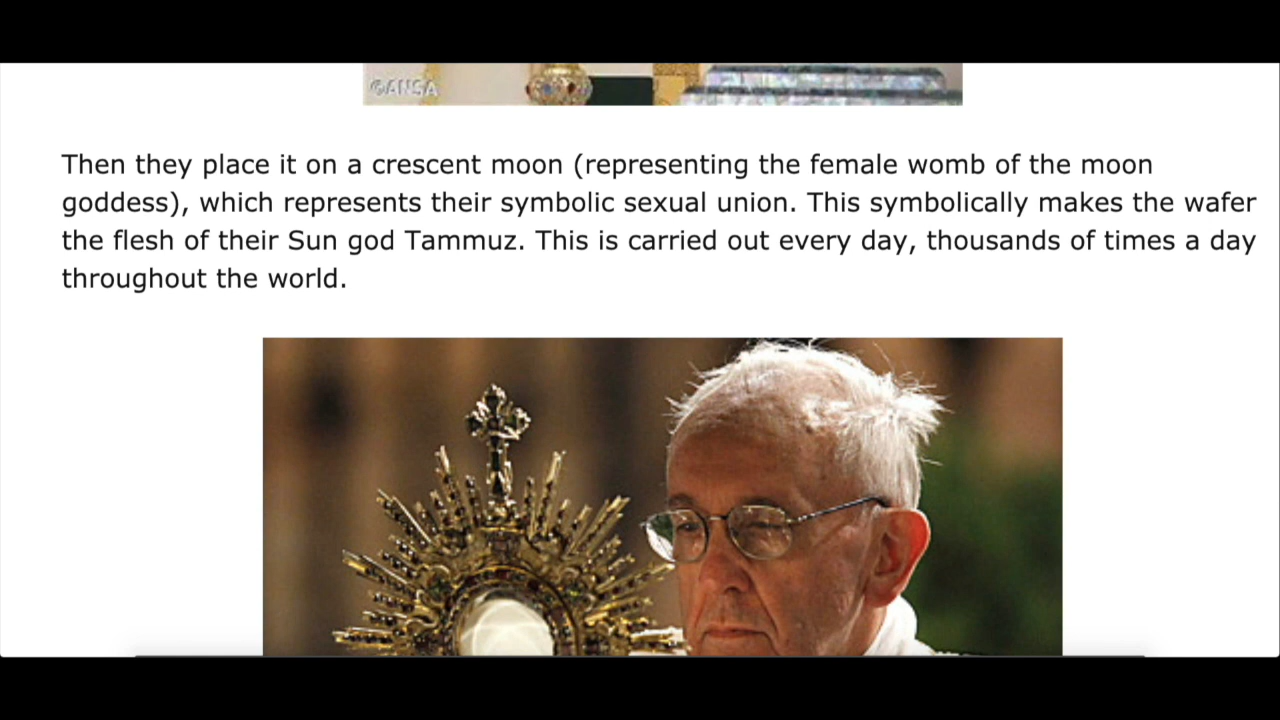 ©ANSA
Then they place it on a crescent moon (representing the female womb of the moon
goddess), which represents their symbolic sexual union. This symbolically makes the wafer
the flesh of their Sun god Tammuz. This is carried out every day, thousands of times a day
throughout the world.